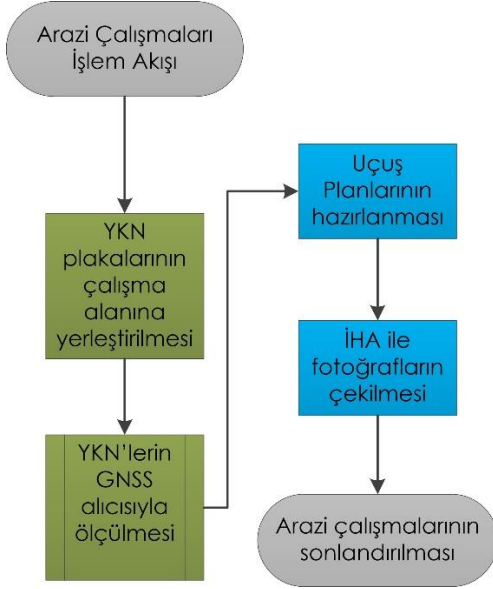 Arazi Çalışmaları
İşlem Akışı
YKN
plakalarının
çalışma
alanına
yerleştirilmesi
YKN'lerin
GNSS
alıcısıyla
ölçülmesi
Uçuş
Planlarının
hazırlanması
İHA ile
fotoğrafların
çekilmesi
Arazi çalışmalarının
sonlandırılması